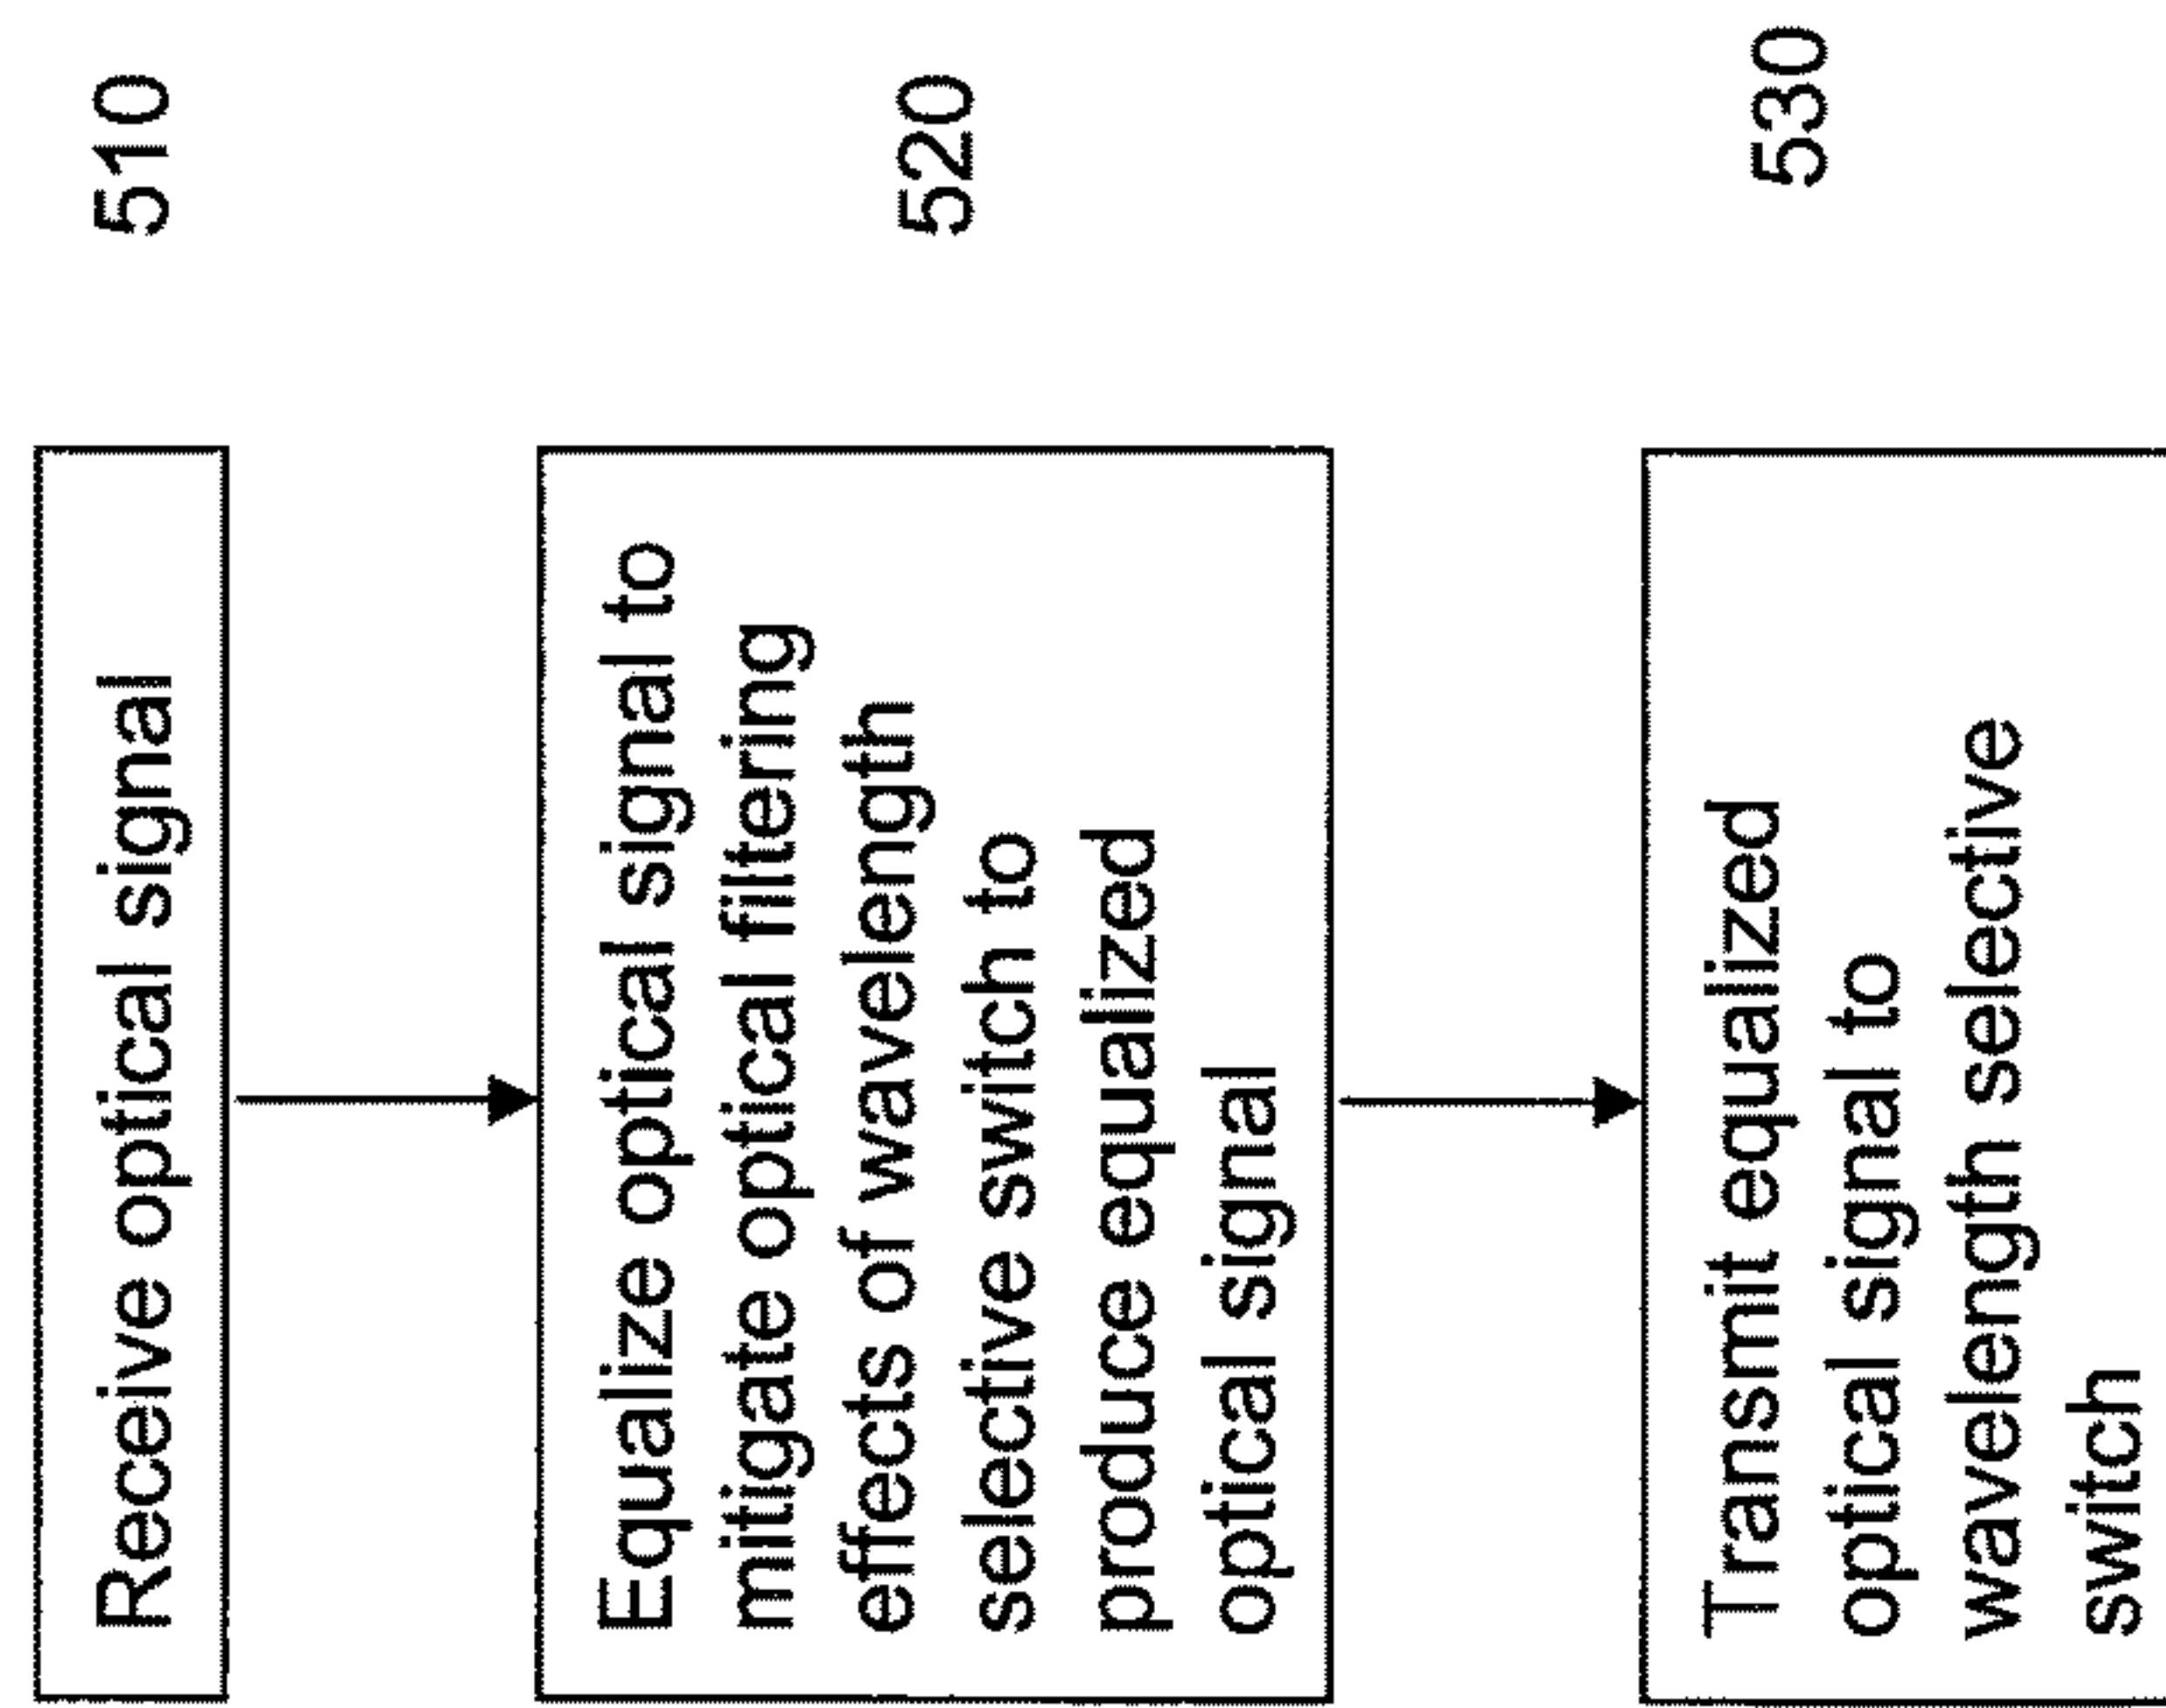 Receive optical signal
510
Equalize optical signal to
mitigate optical filtering
effects of wavelength
selective switch to
produce equalized
optical signal
520
Transmit equalized
optical signal to
wavelength selective
switch
530